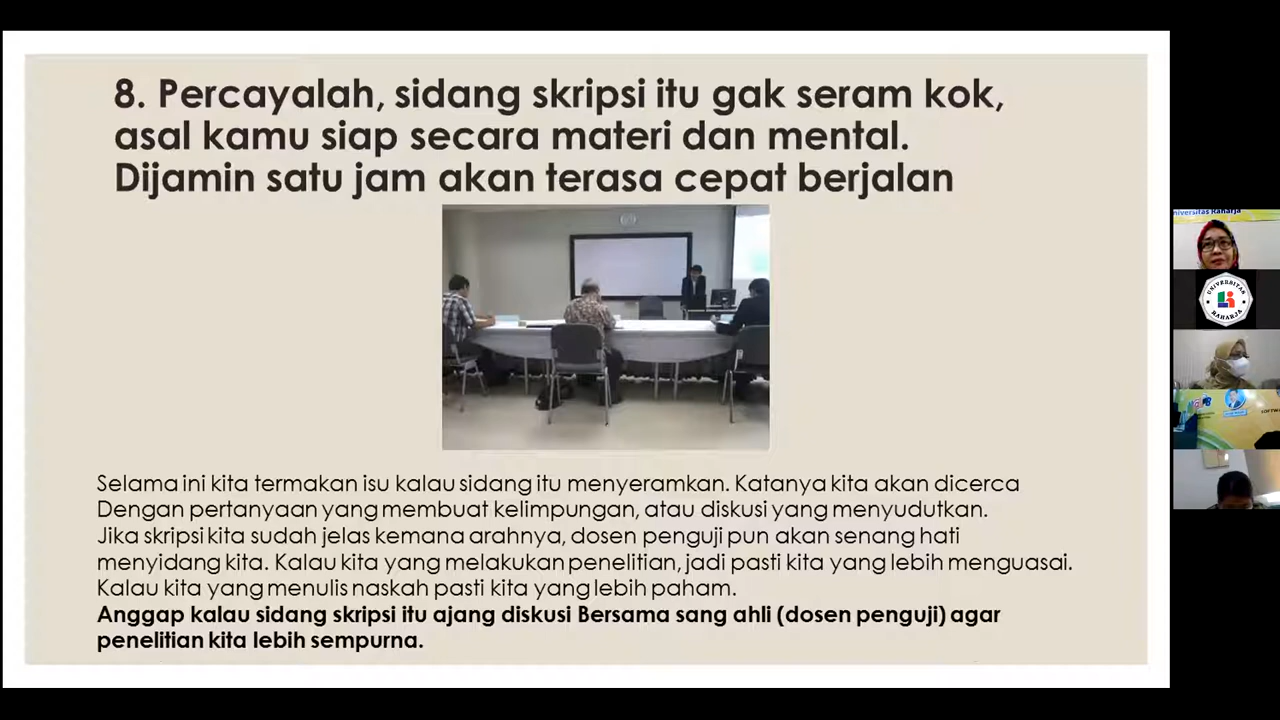 8. Percayalah, sidang skripsi itu gak seram kok,
asal kamu siap secara materi dan mental.
Dijamin satu jam akan terasa cepat berjalan
Selama ini kita termakan isu kalau sidang itu menyeramkan. Katanya kita akan dicerca
Dengan pertanyaan yang membuat kelimpungan, atau diskusi yang menyudutkan.
Jika skripsi kita sudah jelas kemana arahnya, dosen penguji pun akan senang hati
menyidang kita. Kalau kita yang melakukan penelitian, jadi pasti kita yang lebih menguasai.
Kalau kita yang menulis naskah pasti kita yang lebih paham.
Anggap kalau sidang skripsi itu ajang diskusi Bersama sang ahli (dosen penguji) agar
penelitian kita lebih sempurna.
Raharja
UNIVERSITAS
RAHARJA